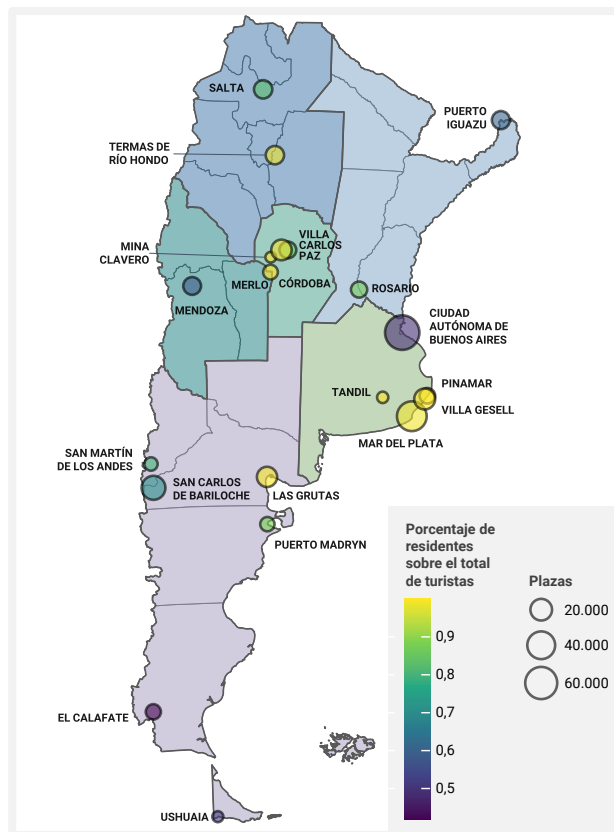 SALTA
PUERTO
IGUAZU
TERMAS DE
RÍO HONDO
VILLA
CARLOS
PAZ
MINA
CLAVERO
MERLO
CÓRDOBA
MENDOZA
ROSARIO
CIUDAD
AUTÓNOMA DE
BUENOS AIRES
TANDIL
PINAMAR
VILLA GESELL
MAR DEL PLATA
SAN MARTÍN
DE LOS ANDES
SAN CARLOS
DE BARILOCHE
LAS GRUTAS
PUERTO MADRYN
EL CALAFATE
USHUAIA
Porcentaje de
residentes
sobre el total
de turistas
0,9
0,8
0,7
0,6
0,5
Plazas
20.000
40.000
60.000